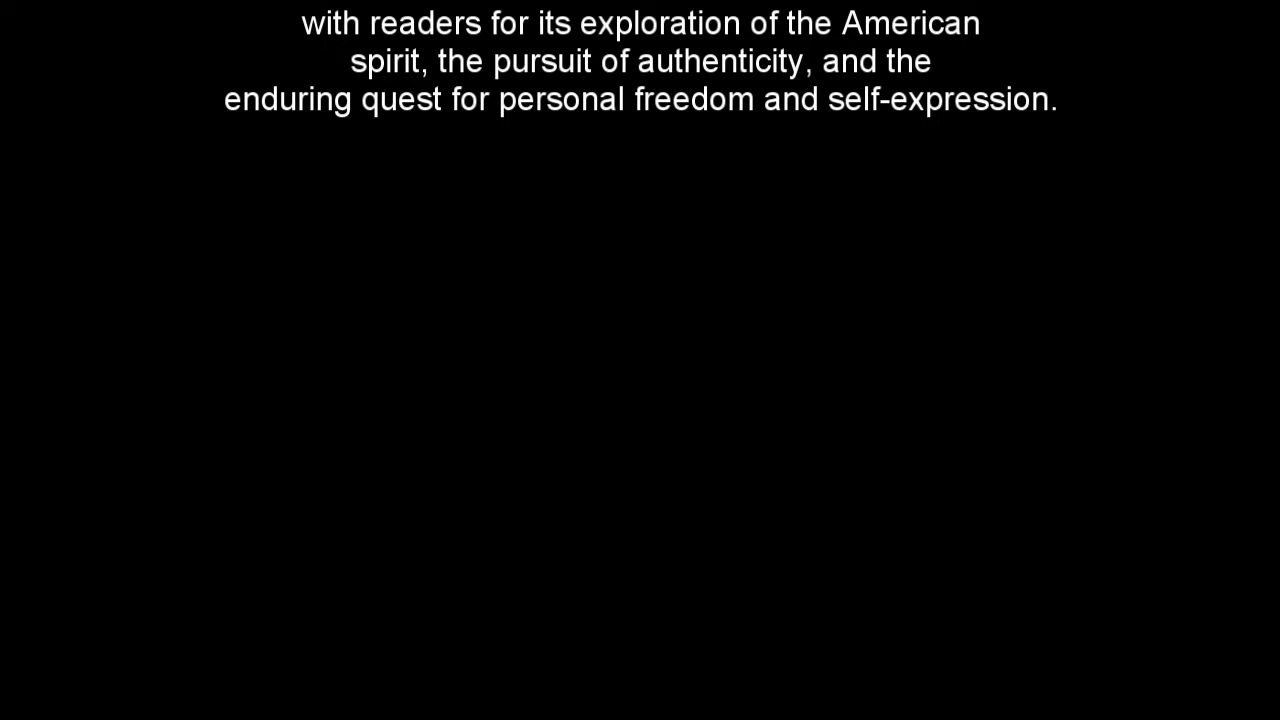 with readers for its exploration of the American
spirit, the pursuit of authenticity, and the
enduring quest for personal freedom and self-expression.